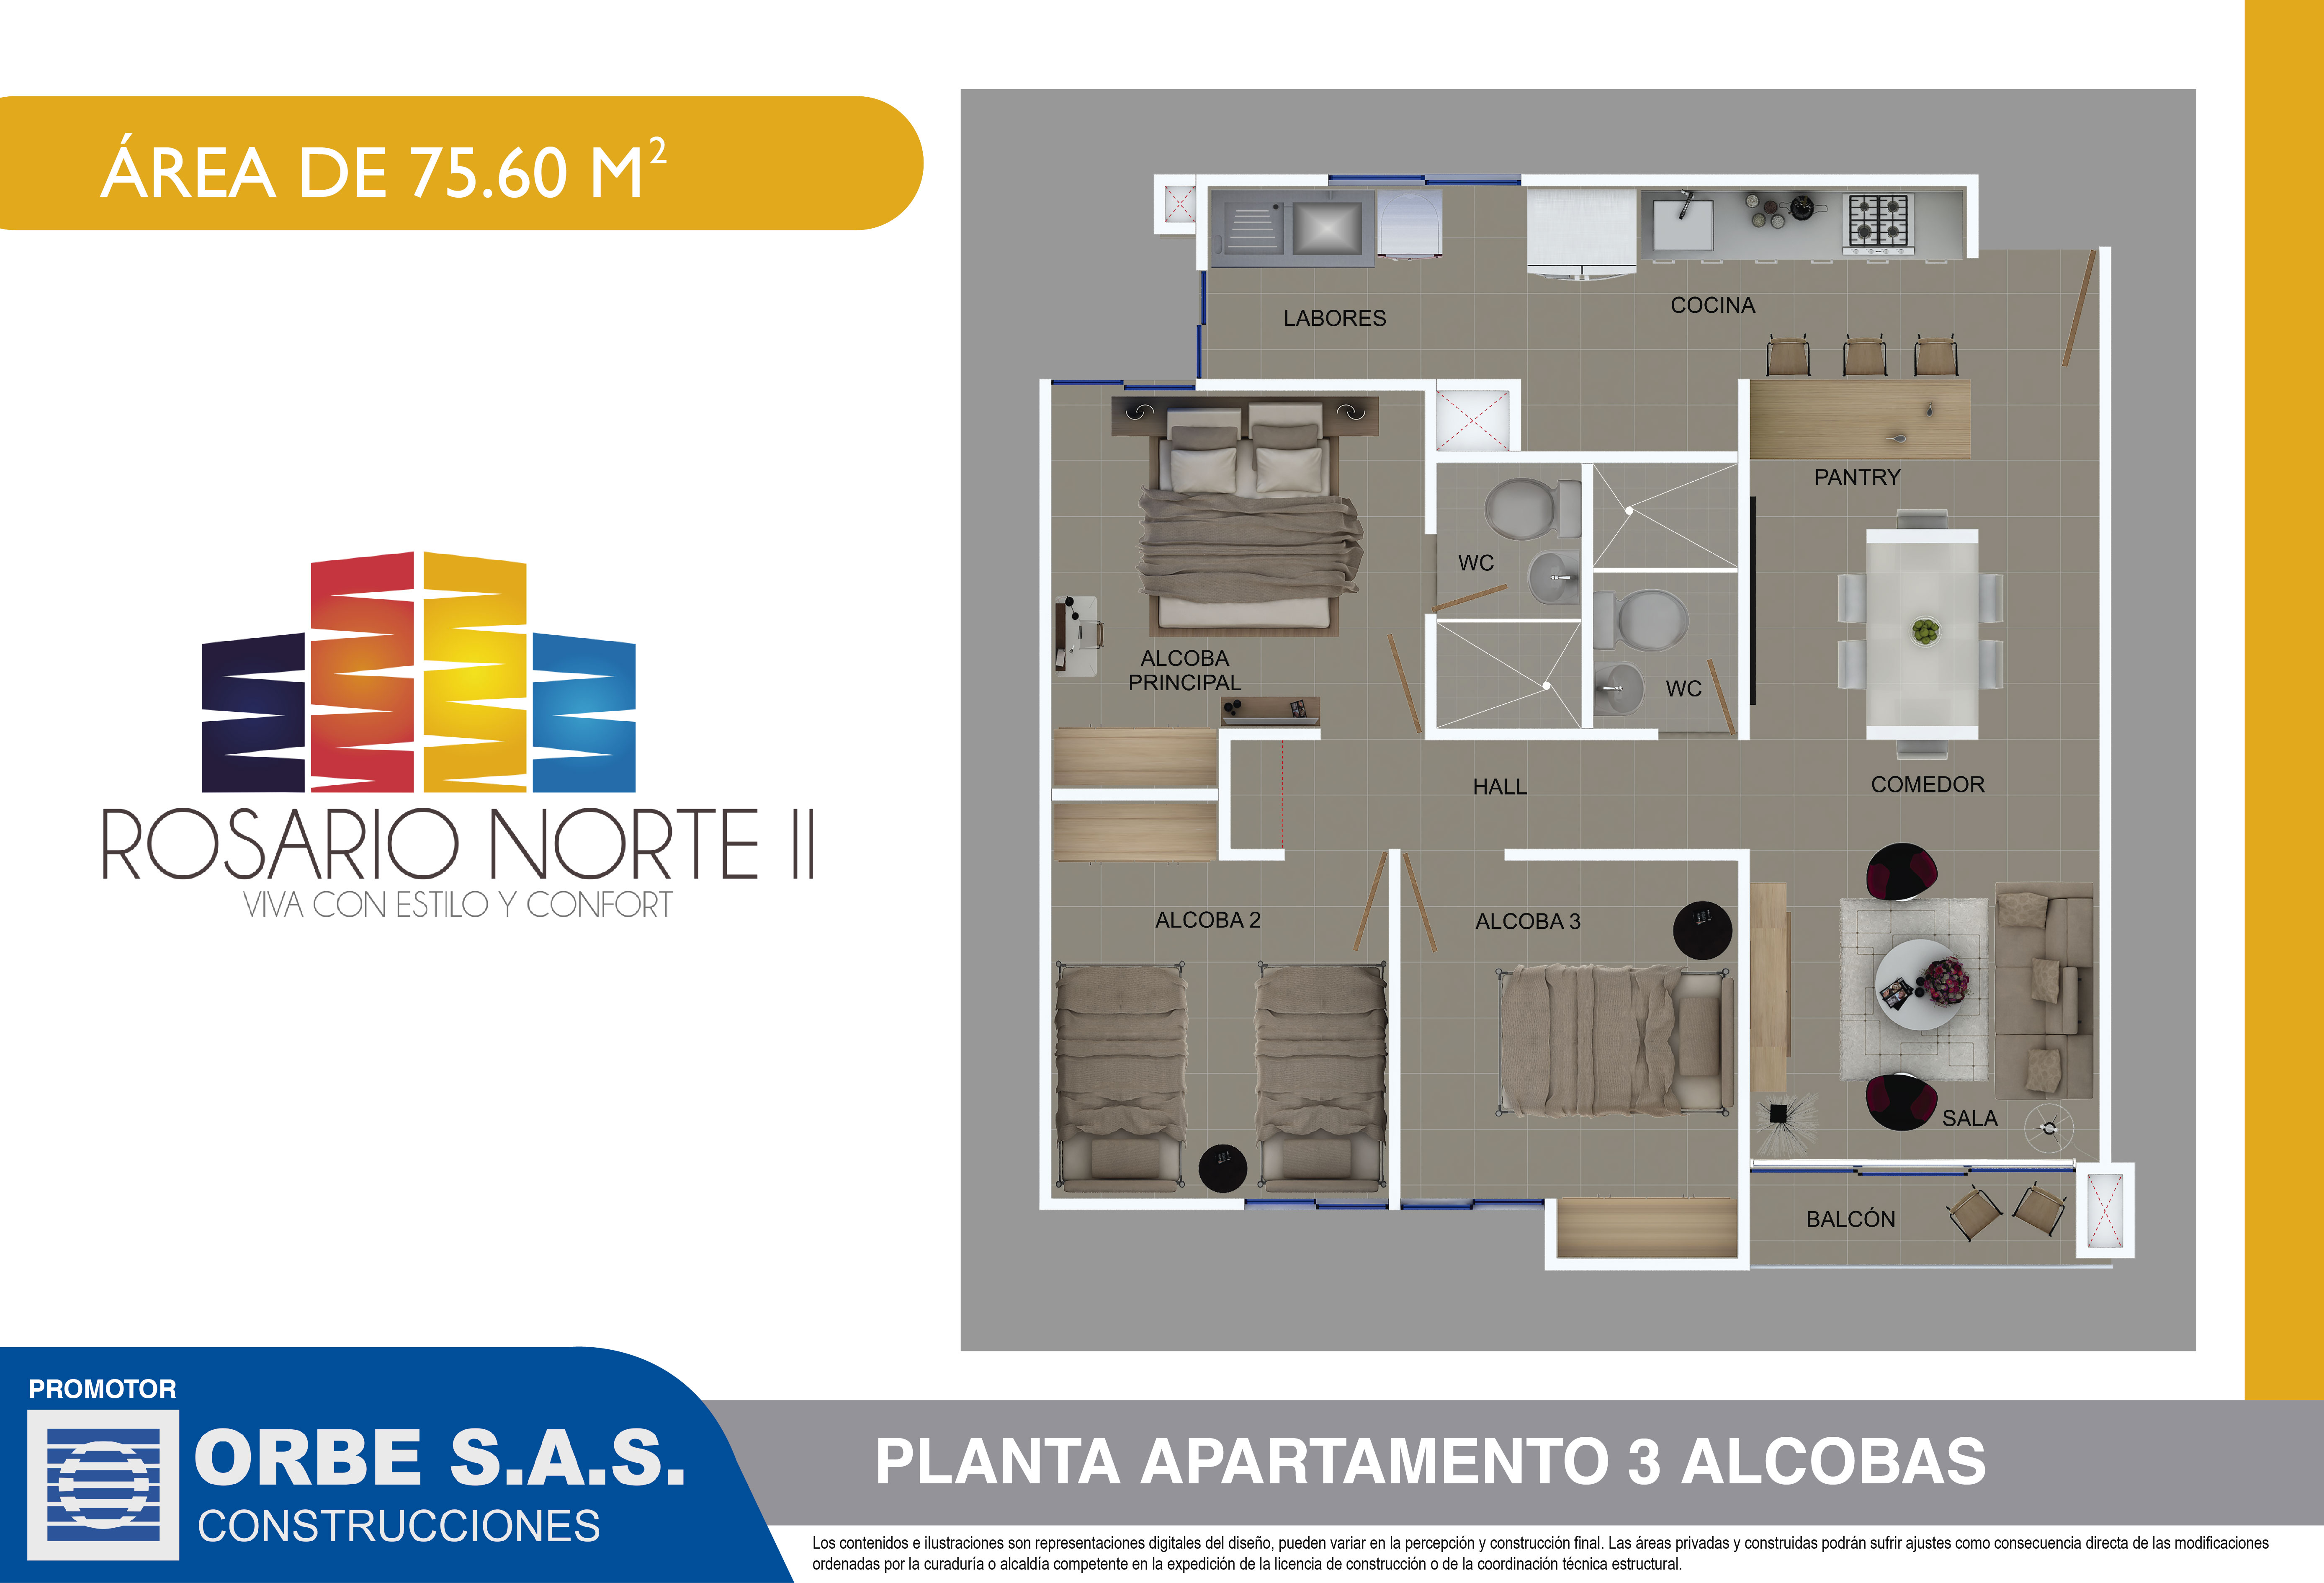 ÁREA DE 75.60 M²
ROSARIO NORTE II
VIVA CON ESTILO Y CONFORT
LABORES
COCINA
PANTRY
WC
ALCOBA
PRINCIPAL
WC
HALL
COMEDOR
ALCOBA 2
ALCOBA 3
SALA
BALCÓN
PROMOTOR
ORBE S.A.S.
CONSTRUCCIONES
PLANTA APARTAMENTO 3 ALCOBAS
Los contenidos e ilustraciones son representaciones digitales del diseño, pueden variar en la percepción y construcción final. Las áreas privadas y construidas podrán sufrir ajustes como consecuencia directa de las modificaciones
ordenadas por la curaduría o alcaldía competente en la expedición de la licencia de construcción o de la coordinación técnica estructural.